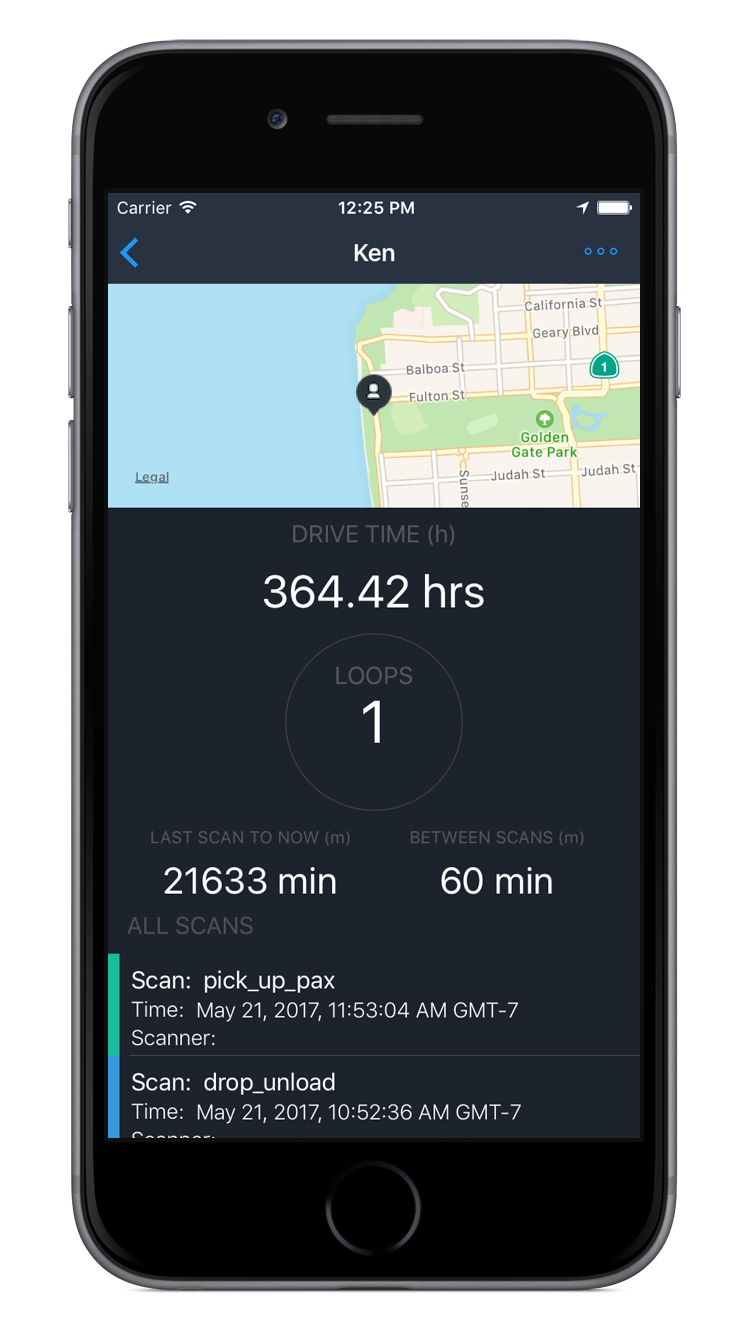 Carrier 12:25 PM
Ken
California St
Geary Blvd
1
Balboa St
Fulton St
Golden
Gate Park
Legal
Sunse
Judah St
Judah St
DRIVE TIME (h)
364.42 hrs
LOOPS
1
LAST SCAN TO NOW (m) BETWEEN SCANS (m)
21633 min 60 min
ALL SCANS
Scan: pick_up_pax
Time: May 21, 2017, 11:53:04 AM GMT-7
Scanner:
Scan: drop_unload
Time: May 21, 2017, 10:52:36 AM GMT-7
Scanner: